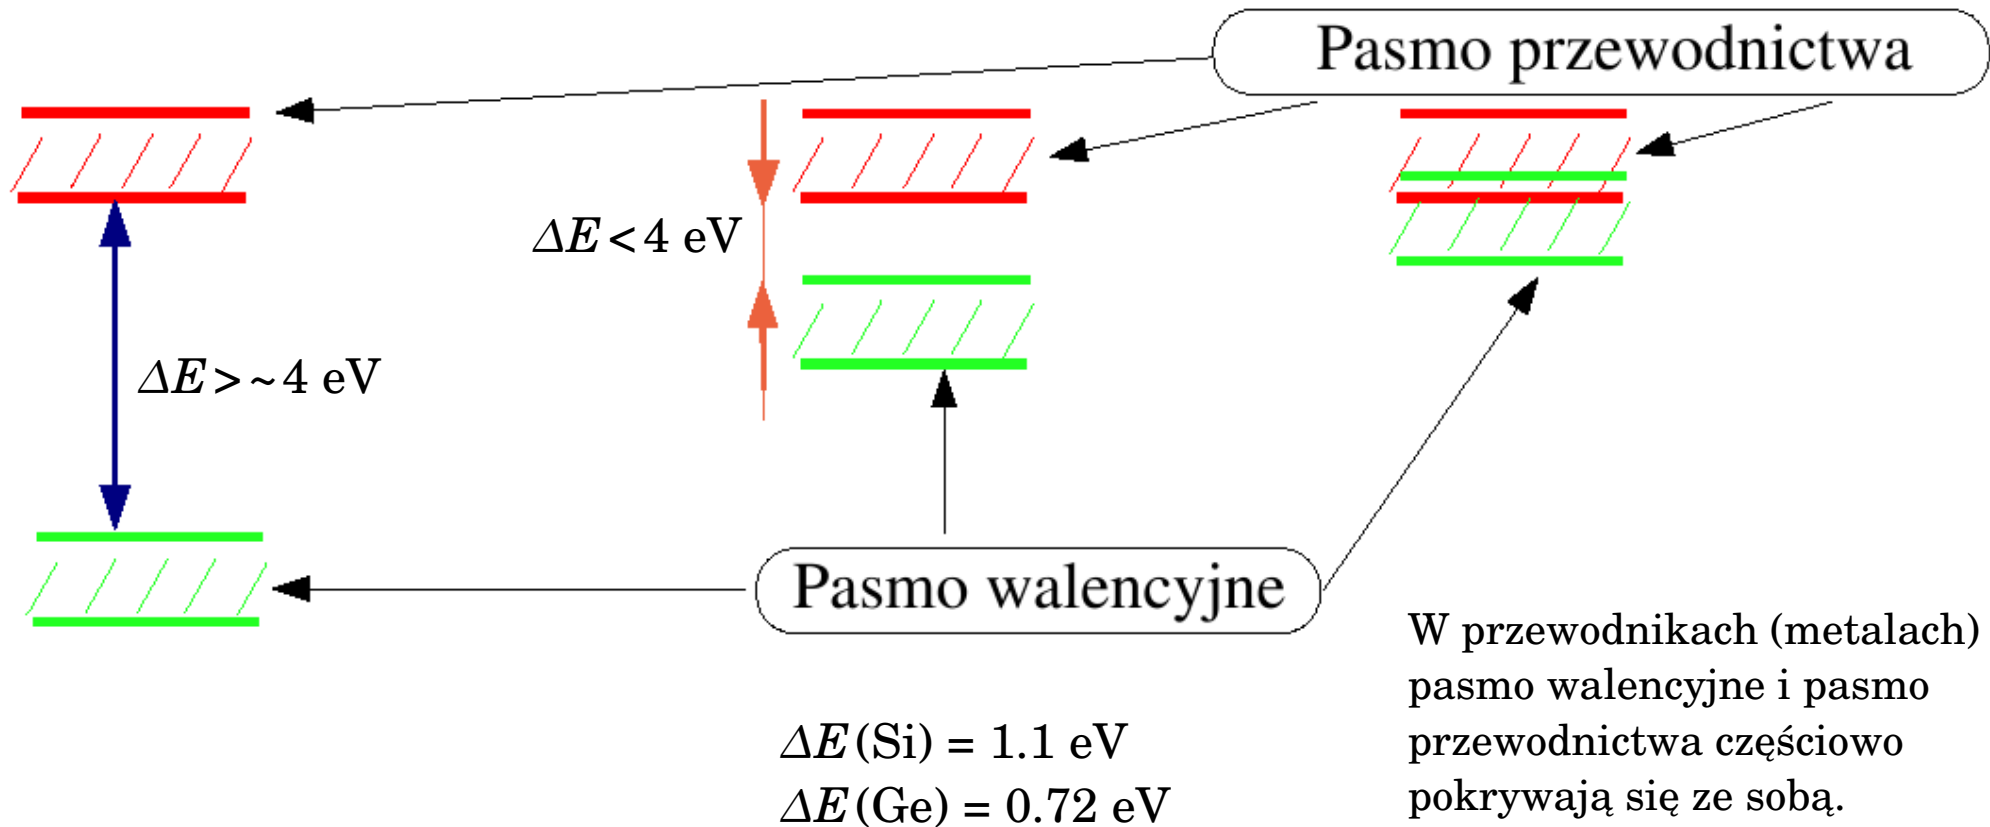 Pasmo przewodnictwa
ΔE<4 eV
ΔE>~4 eV
Pasmo walencyjne
ΔE(Si) = 1.1 eV
ΔE(Ge) = 0.72 eV
W przewodnikach (metalach)
pasmo walencyjne i pasmo
przewodnictwa częściowo
pokrywają się ze sobą.